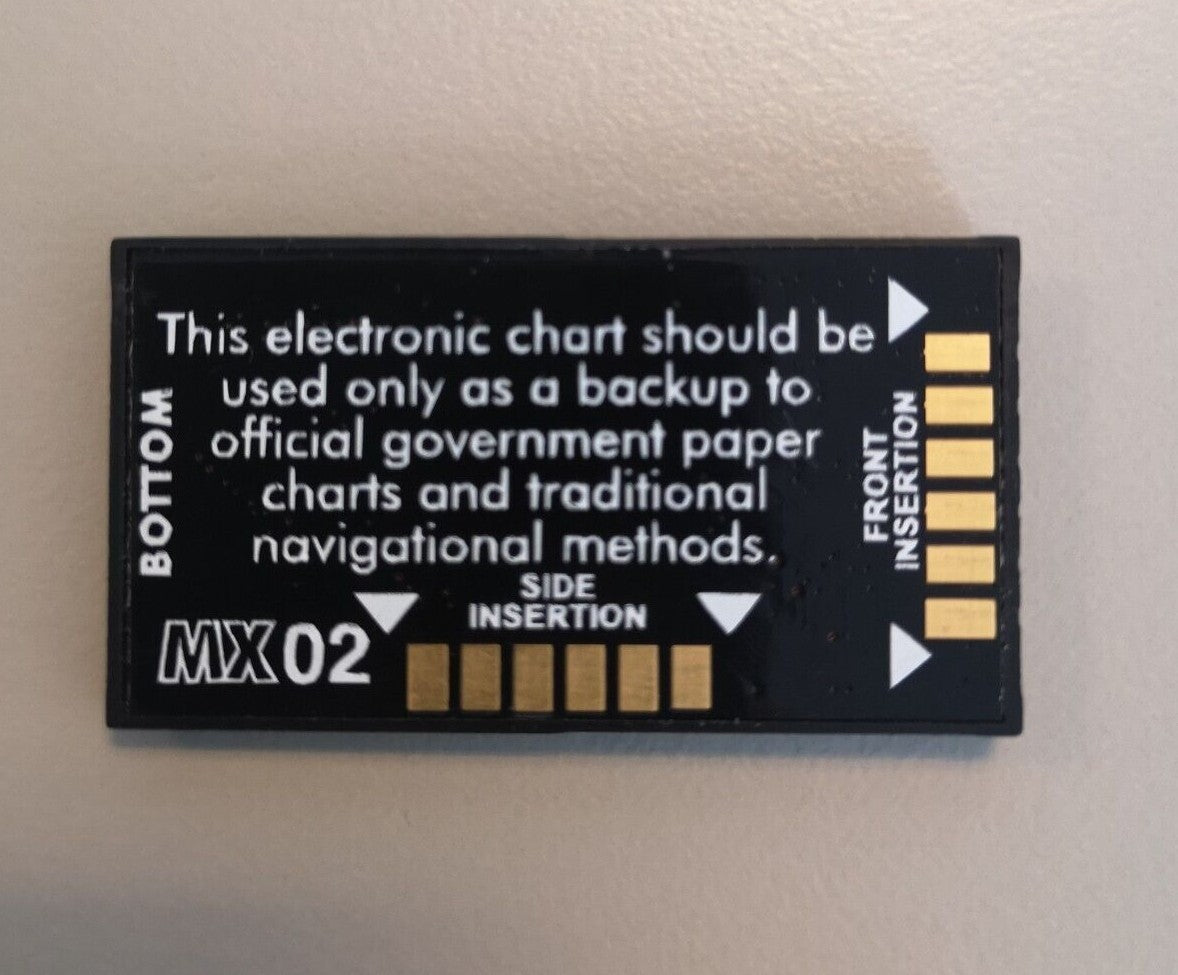 This electronic chart should be
used only as a backup to
official government paper
charts and traditional
navigational methods.
BOTTOM
FRONT
INSERTION
SIDE
INSERTION
MX02